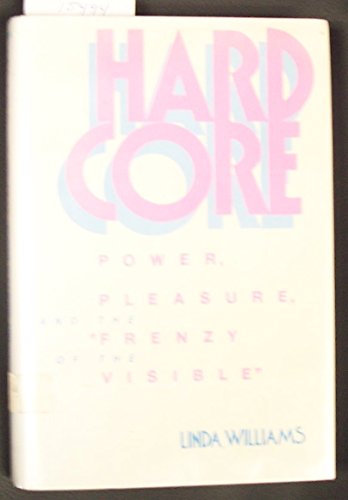 HARD
CORE
POWER,
PLEASURE,
AND THE
"FRENZY
OF THE
VISIBLE"
LINDA WILLIAMS